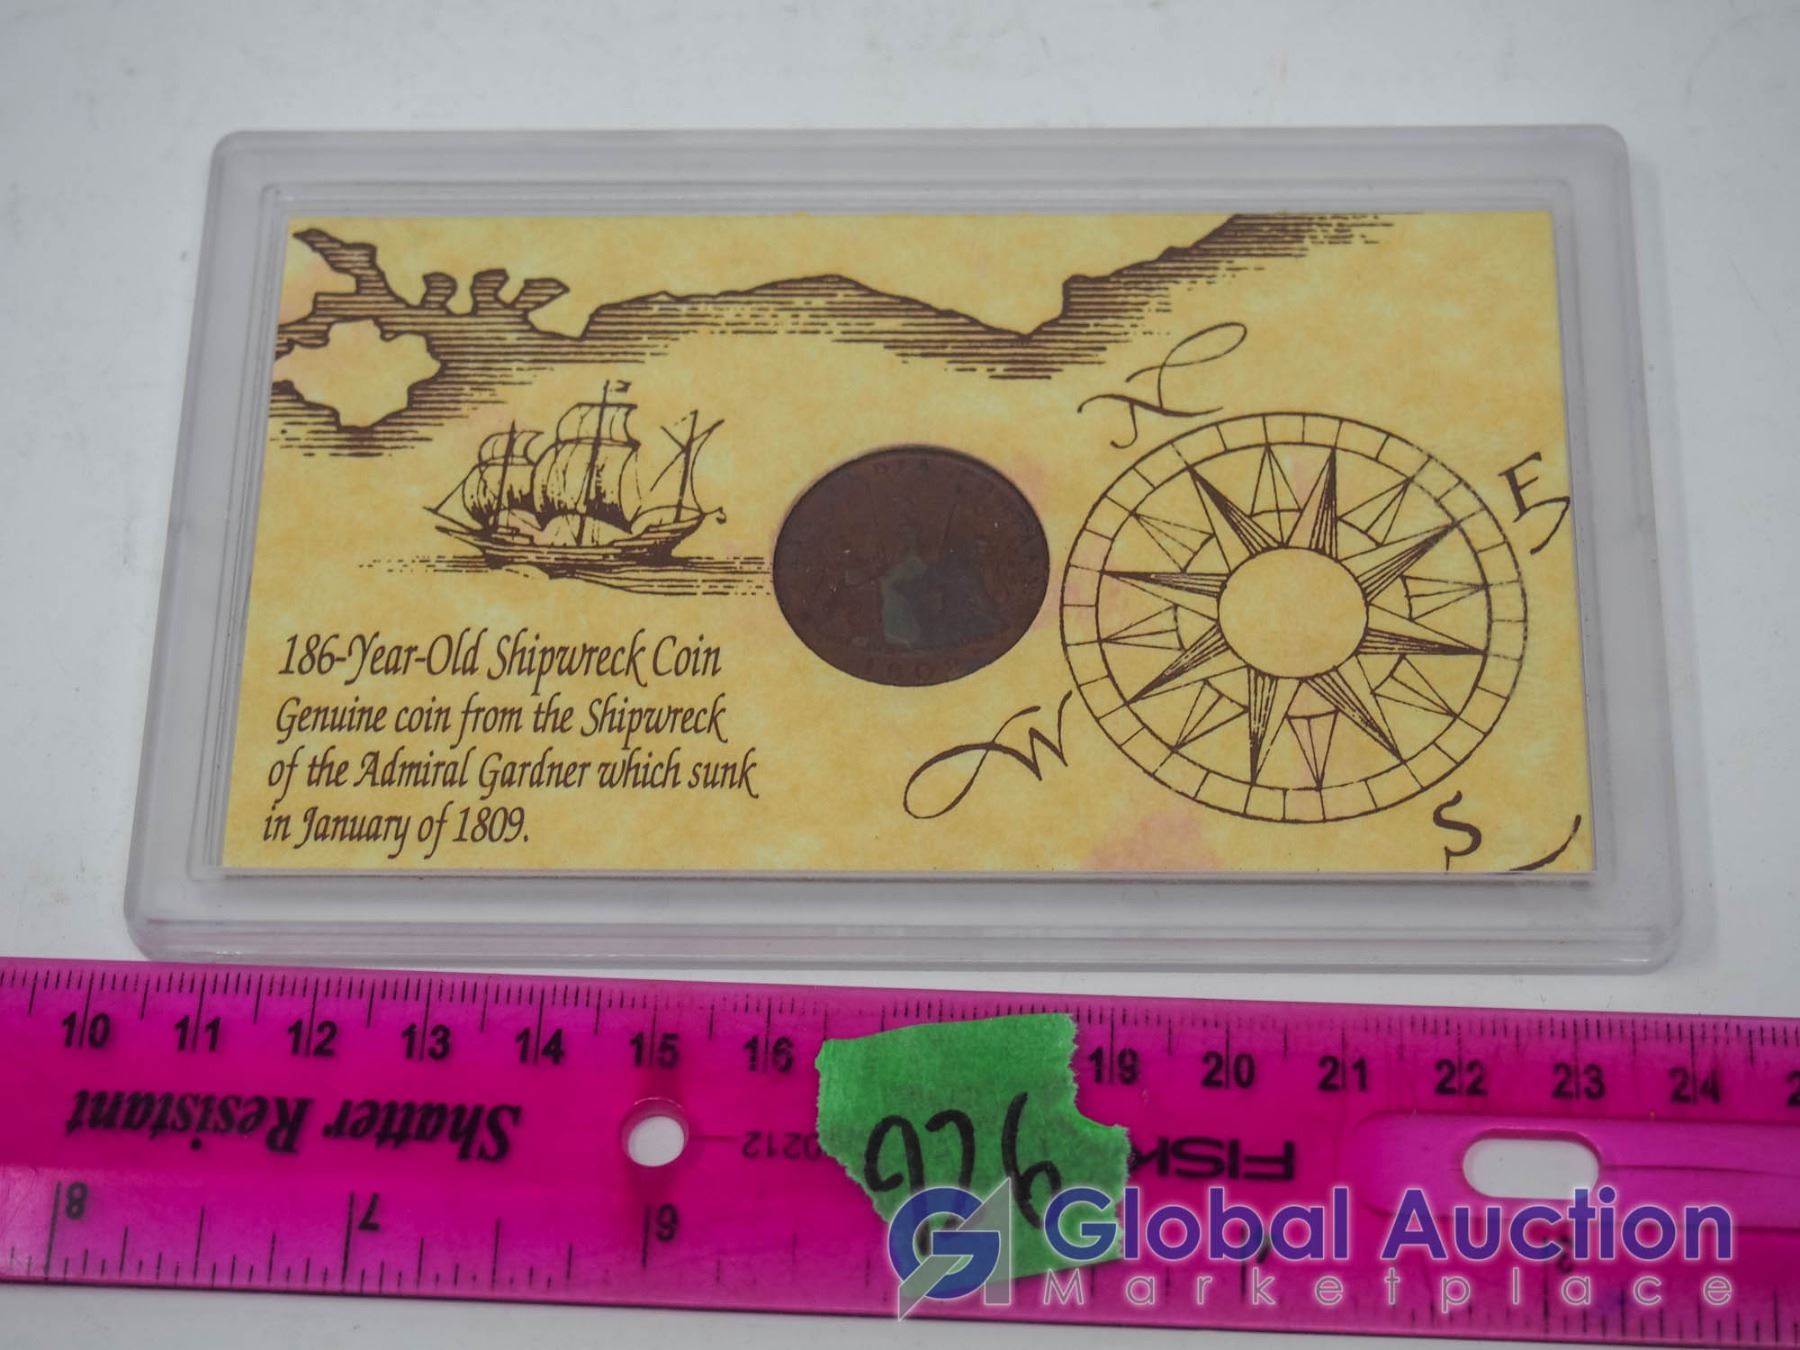 N
E
186-Year-Old Shipwreck Coin
Genuine coin from the Shipwreck
of the Admiral Gardner which sunk
in January of 1809.
W
S
1808
10 11 12 13 14 15 16 19 20 21 22 23 24
Shatter Resistant
FISK
8 7 6
Global Auction
Marketplace